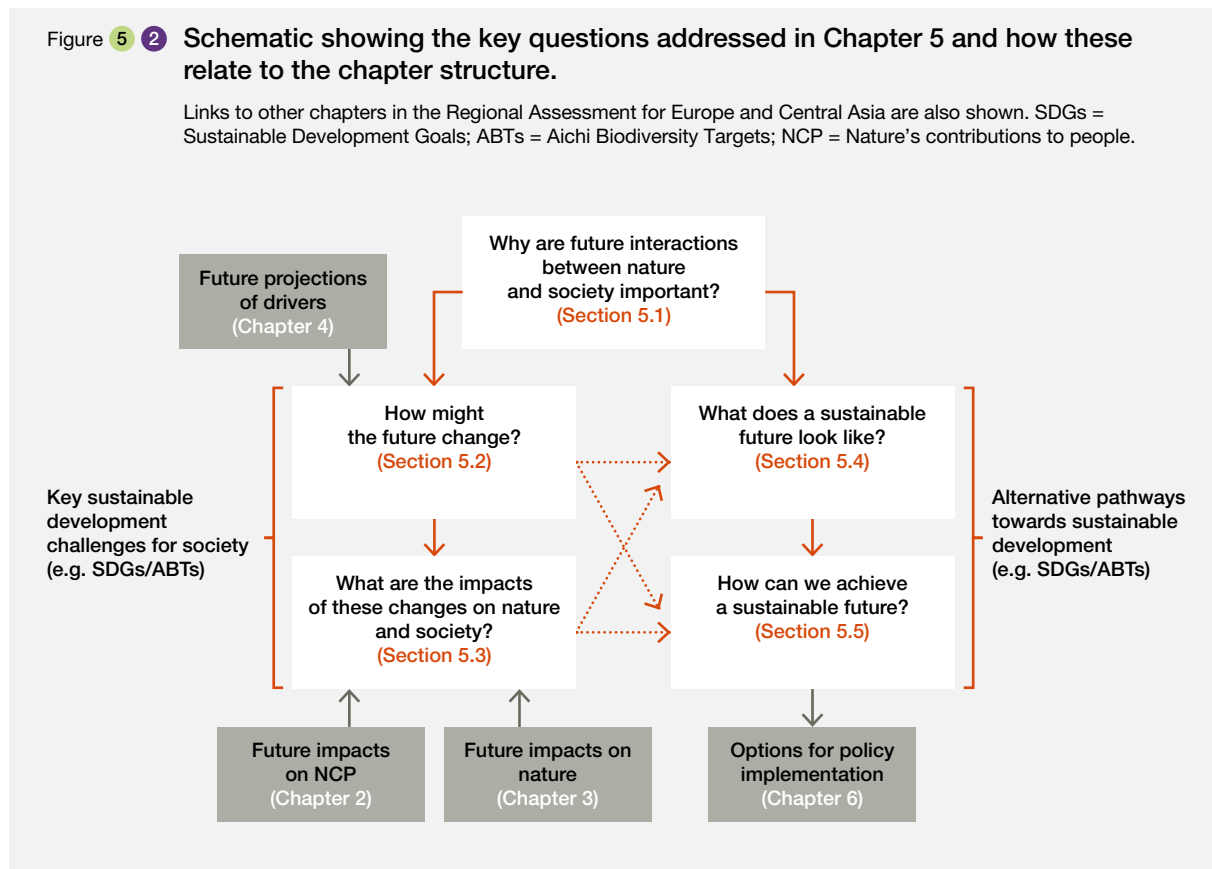 Figure 5 2 Schematic showing the key questions addressed in Chapter 5 and how these
relate to the chapter structure.
Links to other chapters in the Regional Assessment for Europe and Central Asia are also shown. SDGs =
Sustainable Development Goals; ABTs = Aichi Biodiversity Targets; NCP = Nature's contributions to people.
Why are future interactions
between nature
and society important?
(Section 5.1)
Future projections
of drivers
(Chapter 4)
How might
the future change?
(Section 5.2)
What does a sustainable
future look like?
(Section 5.4)
Key sustainable
development
challenges for society
(e.g. SDGs/ABTs)
Alternative pathways
towards sustainable
development
(e.g. SDGs/ABTs)
What are the impacts
of these changes on nature
and society?
(Section 5.3)
How can we achieve
a sustainable future?
(Section 5.5)
Future impacts
on NCP
(Chapter 2)
Future impacts on
nature
(Chapter 3)
Options for policy
implementation
(Chapter 6)